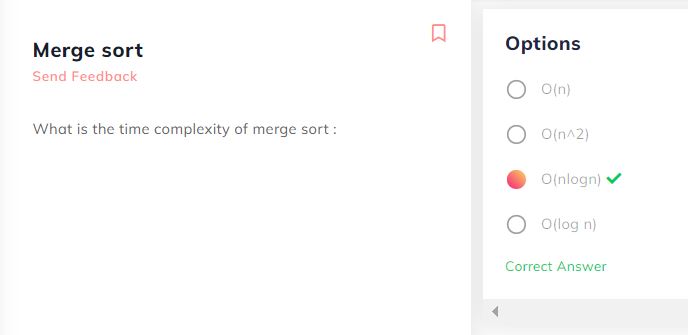 Merge sort
Send Feedback
What is the time complexity of merge sort :
Options
O(n)
O(n^2)
O(nlogn)
O(log n)
Correct Answer